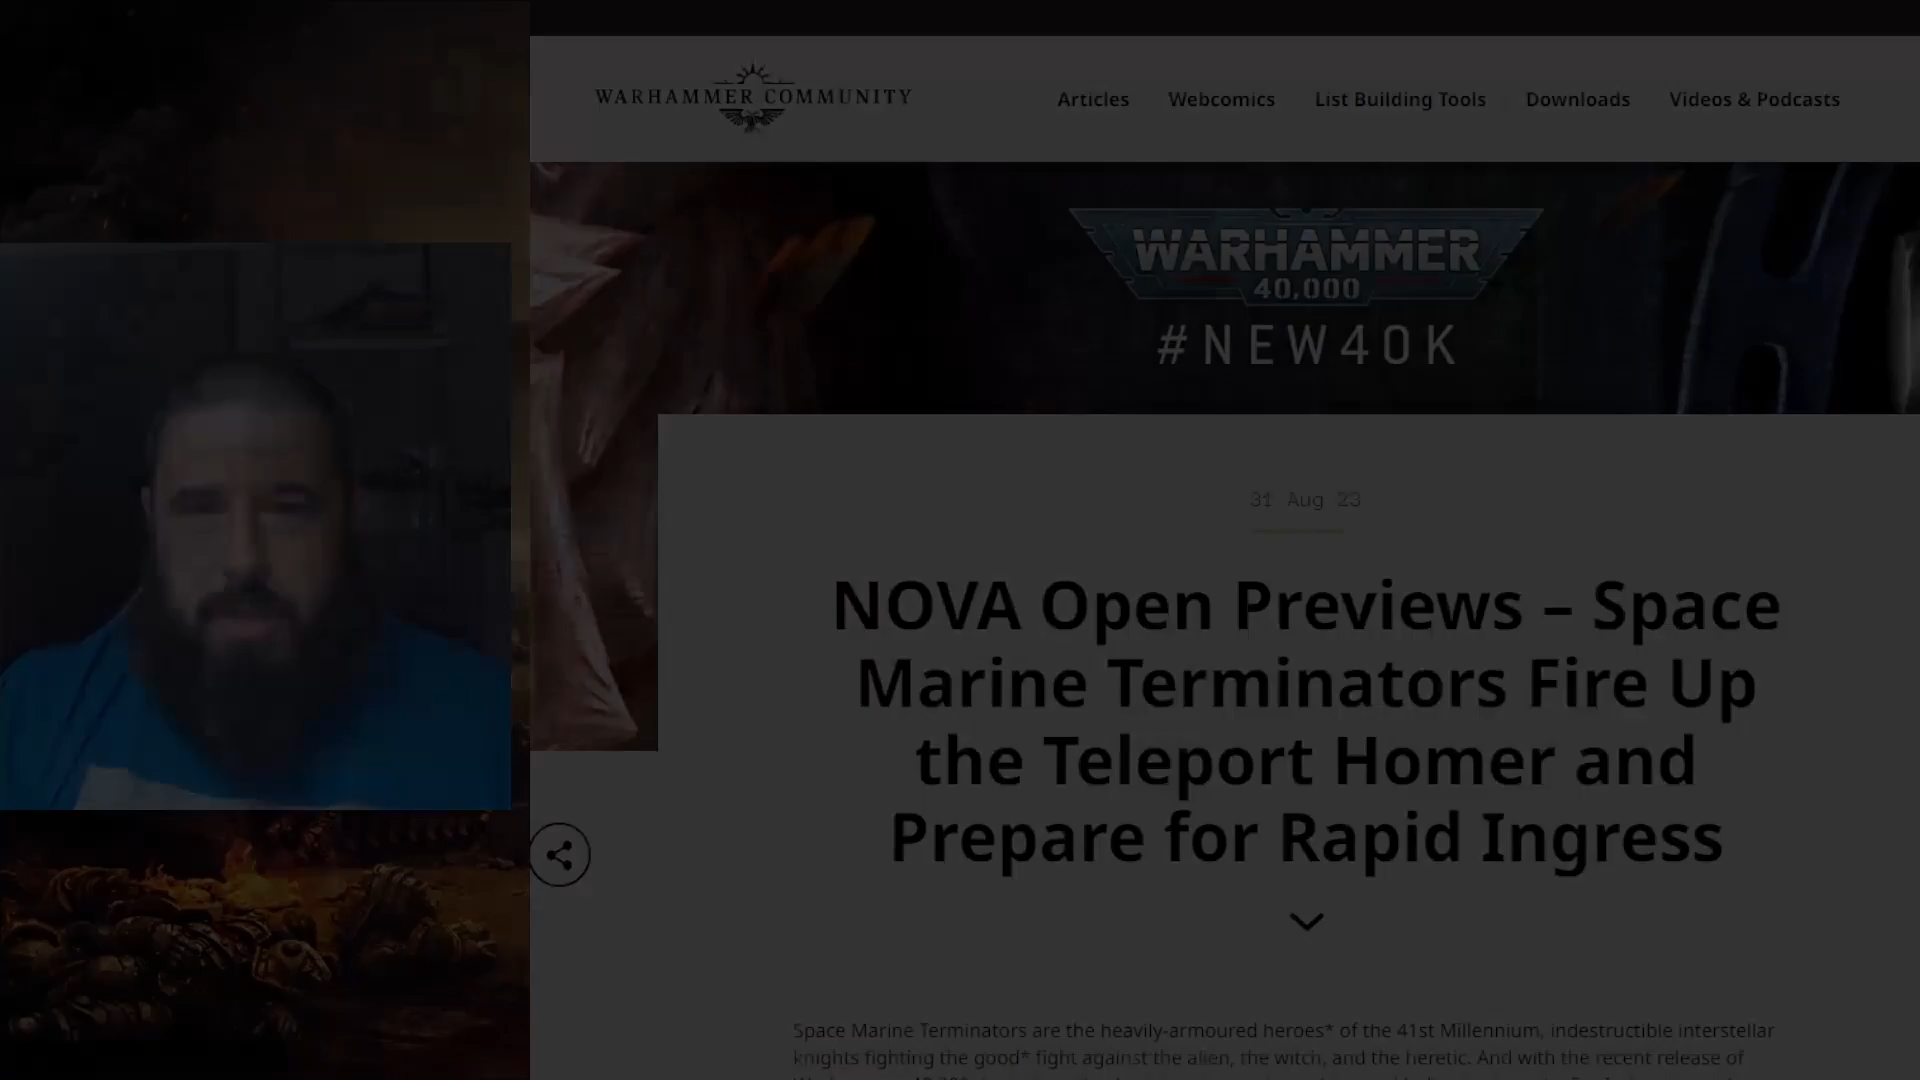 WARHAMMER COMMUNITY
Articles
Webcomics
List Building Tools
Downloads
Videos & Podcasts
WARHAMMER
40,000
#NEW40K
31 Aug 23
NOVA Open Previews – Space
Marine Terminators Fire Up
the Teleport Homer and
Prepare for Rapid Ingress
Space Marine Terminators are the heavily-armoured heroes* of the 41st Millennium, indestructible interstellar
knights fighting the good* fight against the alien, the witch, and the heretic. And with the recent release of